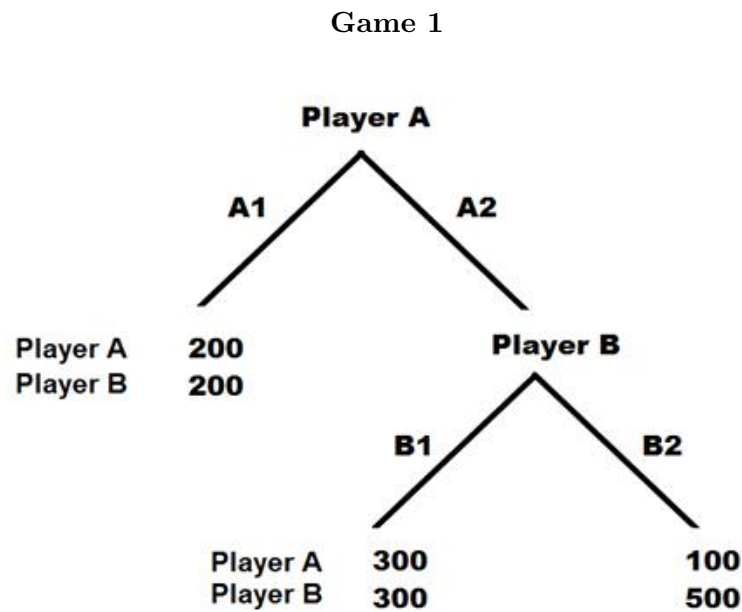 Game 1
Player A
A1 A2
Player A 200
Player B 200
Player B
B1 B2
Player A 300 100
Player B 300 500